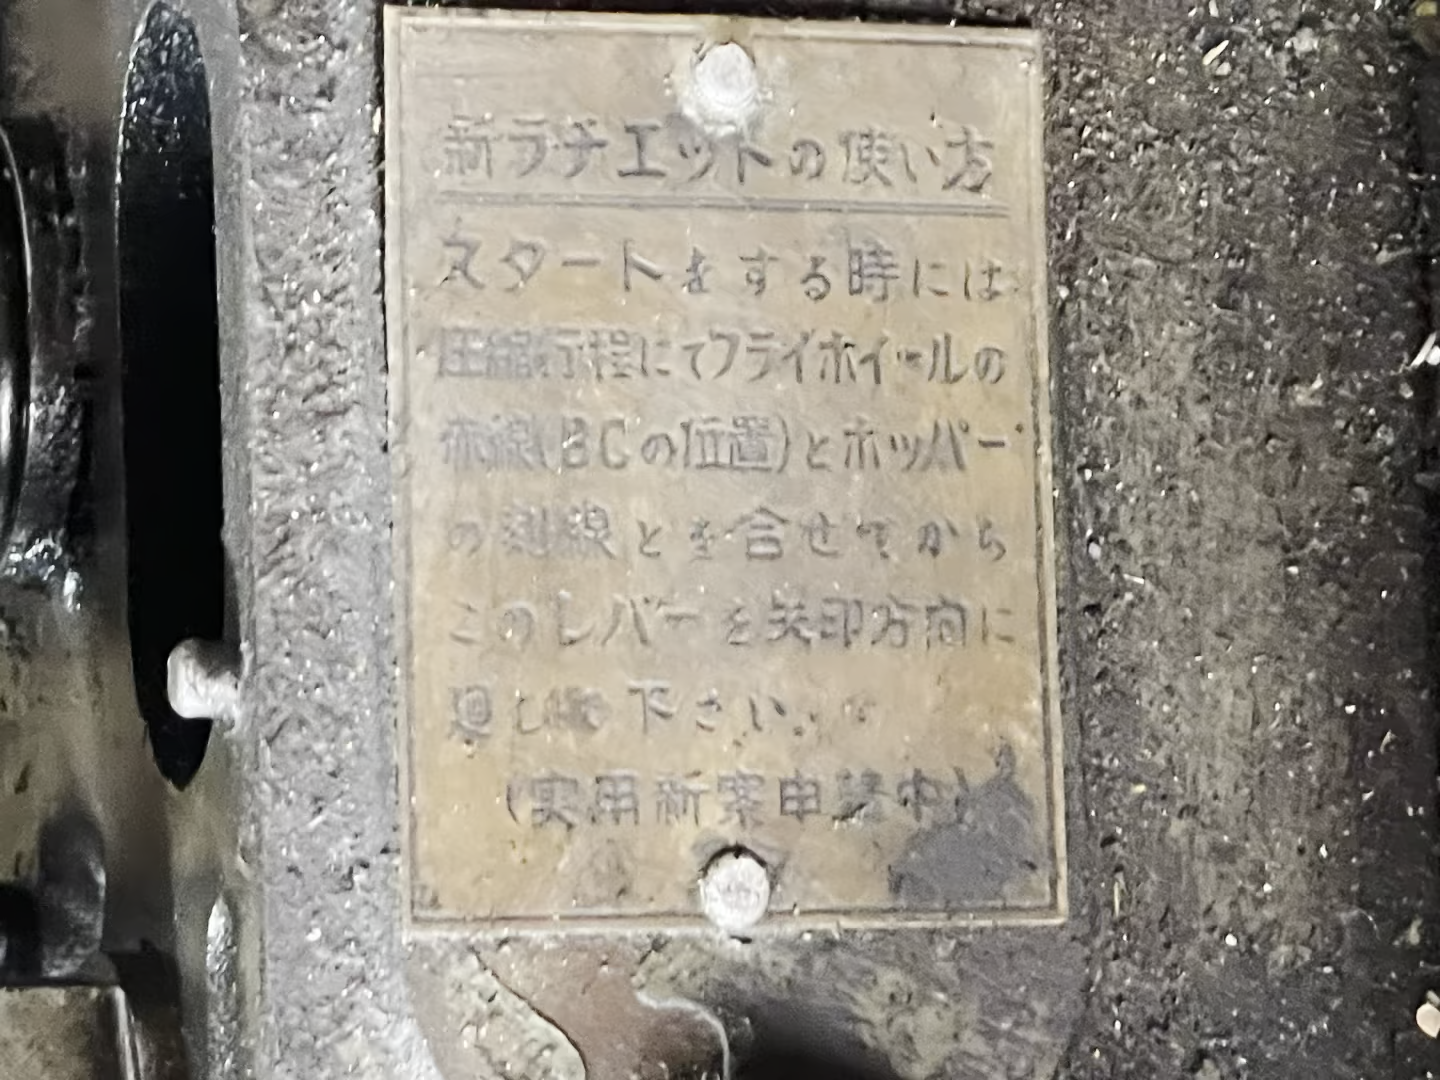 新ラチエットの使い方
スタートをする時には
圧縮行程にてフライホイールの
赤線(BCの位置)とホッパー
の刻線とを合せてから
このレバーを矢印方向に
廻し 下さい。
(実用新案申請中)